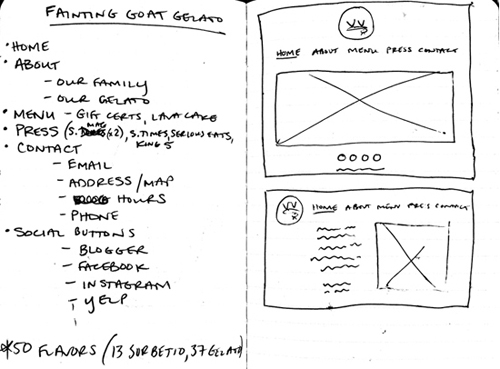 FAINTING GOAT GELATO
• HOME
• ABOUT
- OUR FAMILY
- OUR GELATO
• MENU - GIFT CERTS, LAVA CAKE
• PRESS (S. MAG (x2), S. TIMES, SERIOUS EATS,
KING 5
• CONTACT
- EMAIL
- ADDRESS/MAP
- HOURS
- PHONE
• SOCIAL BUTTONS
- BLOGGER
- FACEBOOK
- INSTAGRAM
- YELP
*50 FLAVORS (13 SORBETTO, 37 GELATO)
HOME ABOUT MENU PRESS CONTACT
HOME ABOUT MENU PRESS CONTACT